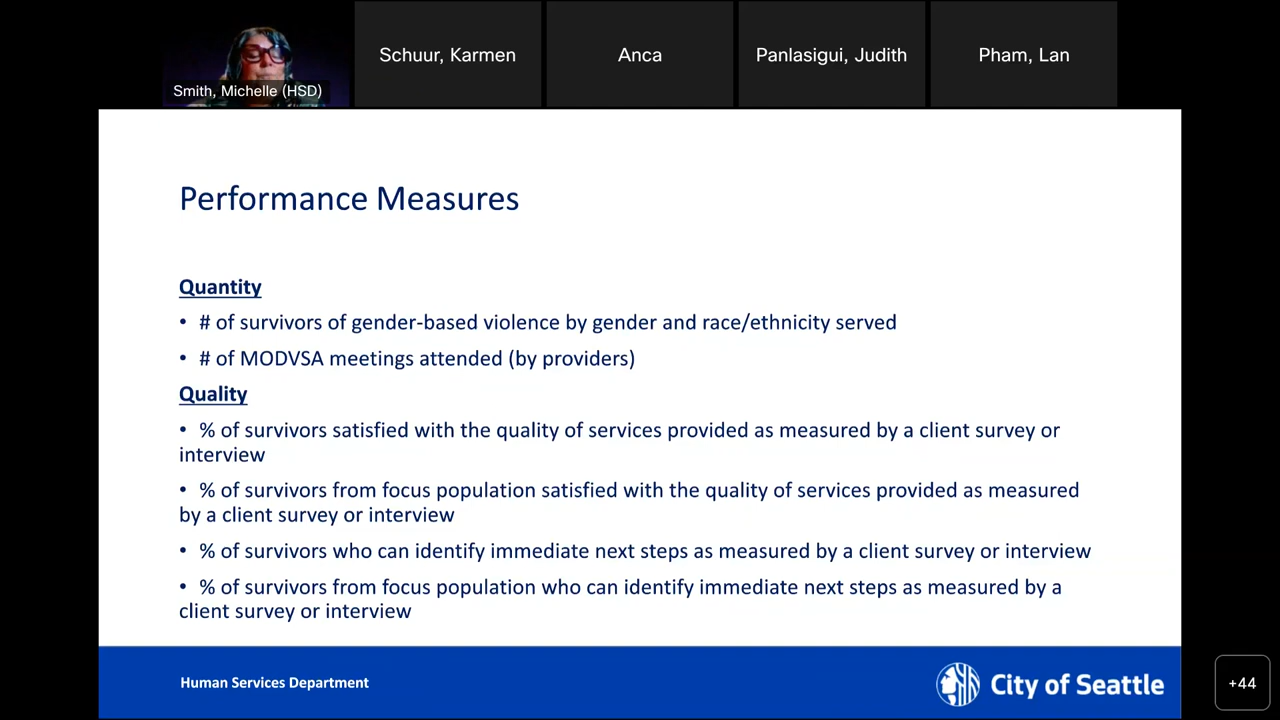 Smith, Michelle (HSD)
Schuur, Karmen
Anca
Panlasigui, Judith
Pham, Lan
Performance Measures
Quantity
• # of survivors of gender-based violence by gender and race/ethnicity served
• # of MODVSA meetings attended (by providers)
Quality
• % of survivors satisfied with the quality of services provided as measured by a client survey or
interview
• % of survivors from focus population satisfied with the quality of services provided as measured
by a client survey or interview
• % of survivors who can identify immediate next steps as measured by a client survey or interview
• % of survivors from focus population who can identify immediate next steps as measured by a
client survey or interview
Human Services Department
City of Seattle
+44